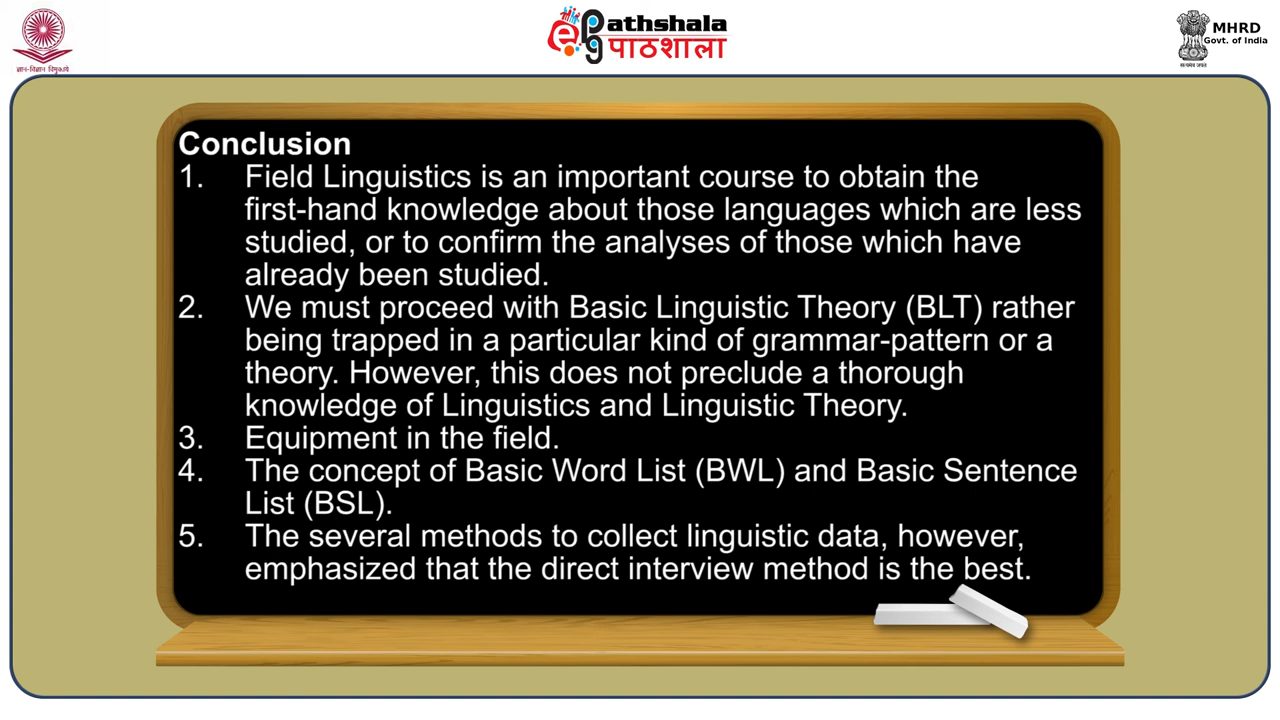 ज्ञान-विज्ञान विमुक्तये
epg Pathshala
पाठशाला
MHRD
Govt. of India
सत्यमेव जयते
Conclusion
1. Field Linguistics is an important course to obtain the
first-hand knowledge about those languages which are less
studied, or to confirm the analyses of those which have
already been studied.
2. We must proceed with Basic Linguistic Theory (BLT) rather
being trapped in a particular kind of grammar-pattern or a
theory. However, this does not preclude a thorough
knowledge of Linguistics and Linguistic Theory.
3. Equipment in the field.
4. The concept of Basic Word List (BWL) and Basic Sentence
List (BSL).
5. The several methods to collect linguistic data, however,
emphasized that the direct interview method is the best.